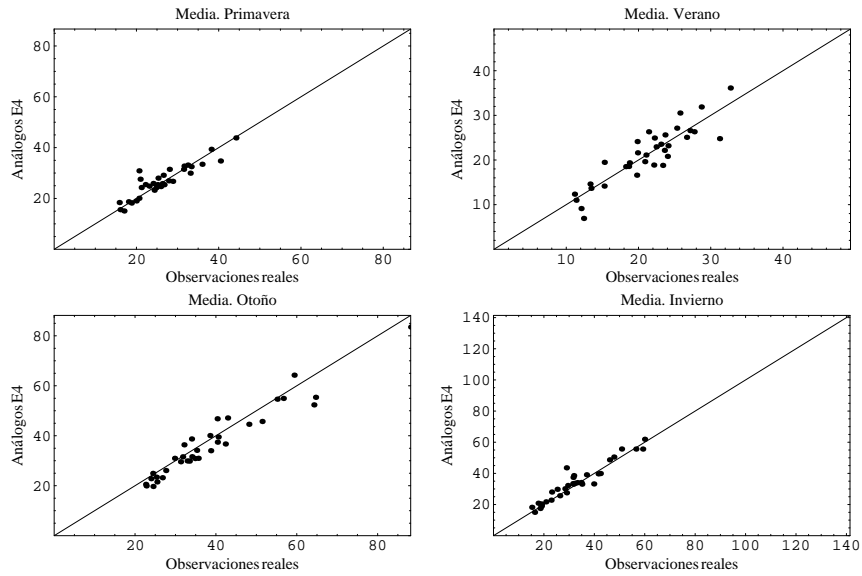 Media. Primavera
80
60
40
20
Análogos E4
20 40 60 80
Observaciones reales
Media. Verano
40
30
20
10
Análogos E4
10 20 30 40
Observaciones reales
Media. Otoño
80
60
40
20
Análogos E4
20 40 60 80
Observaciones reales
Media. Invierno
140
120
100
80
60
40
20
Análogos E4
20 40 60 80 100 120 140
Observaciones reales